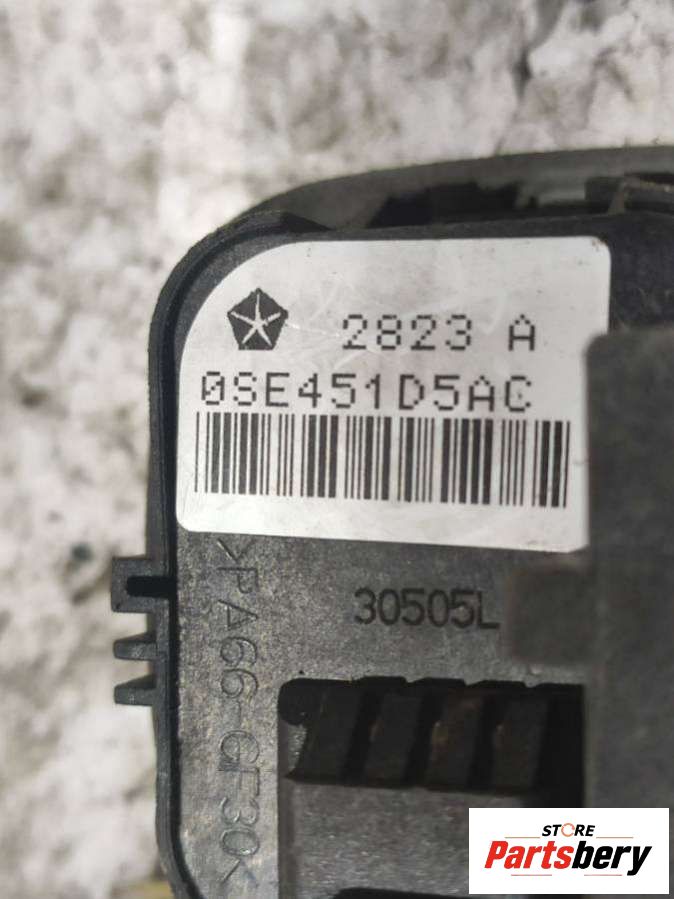 2823 A
0SE451D5AC
30505L
>PA66-GF30<
STORE
Partsbery